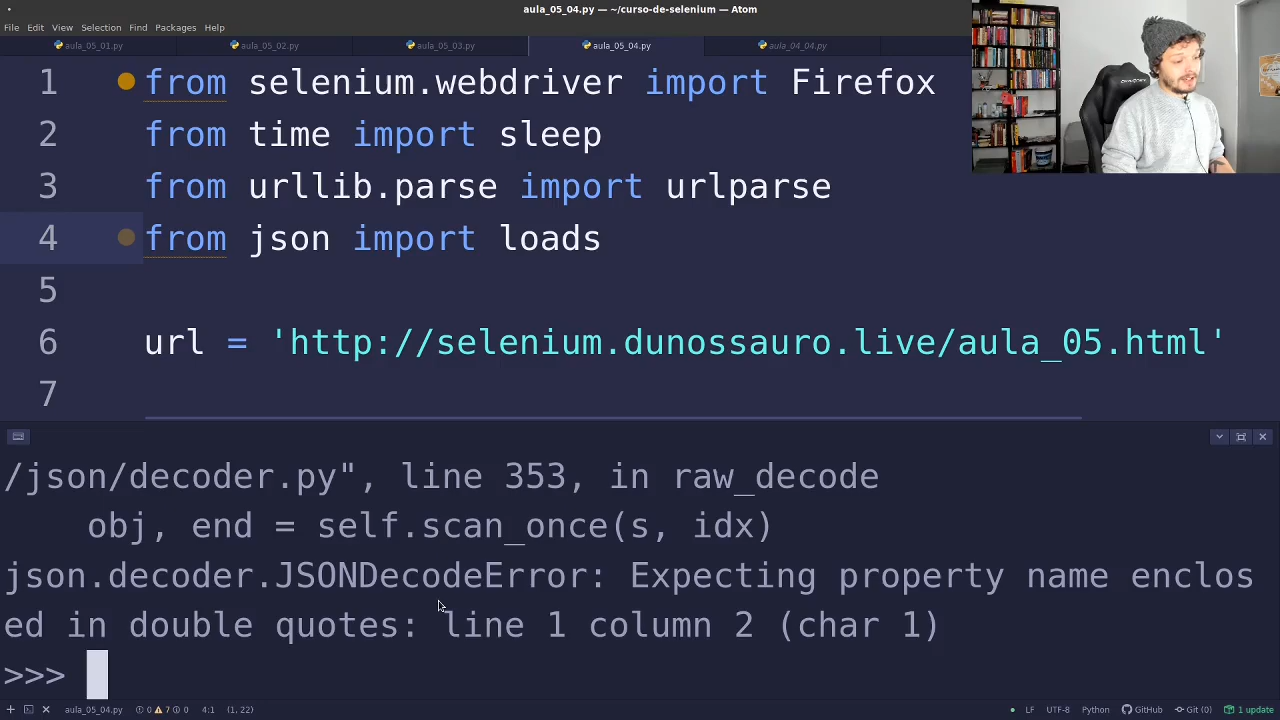 aula_05_04.py — ~/curso-de-selenium — Atom
File Edit View Selection Find Packages Help
aula_05_01.py aula_05_02.py aula_05_03.py aula_05_04.py aula_04_04.py
1 from selenium.webdriver import Firefox
2 from time import sleep
3 from urllib.parse import urlparse
4 from json import loads
5
6 url = 'http://selenium.dunossauro.live/aula_05.html'
7
/json/decoder.py", line 353, in raw_decode
obj, end = self.scan_once(s, idx)
json.decoder.JSONDecodeError: Expecting property name enclos
ed in double quotes: line 1 column 2 (char 1)
>>>
aula_05_04.py 0 7 0 4:1 (1, 22) LF UTF-8 Python GitHub Git (0) 1 update